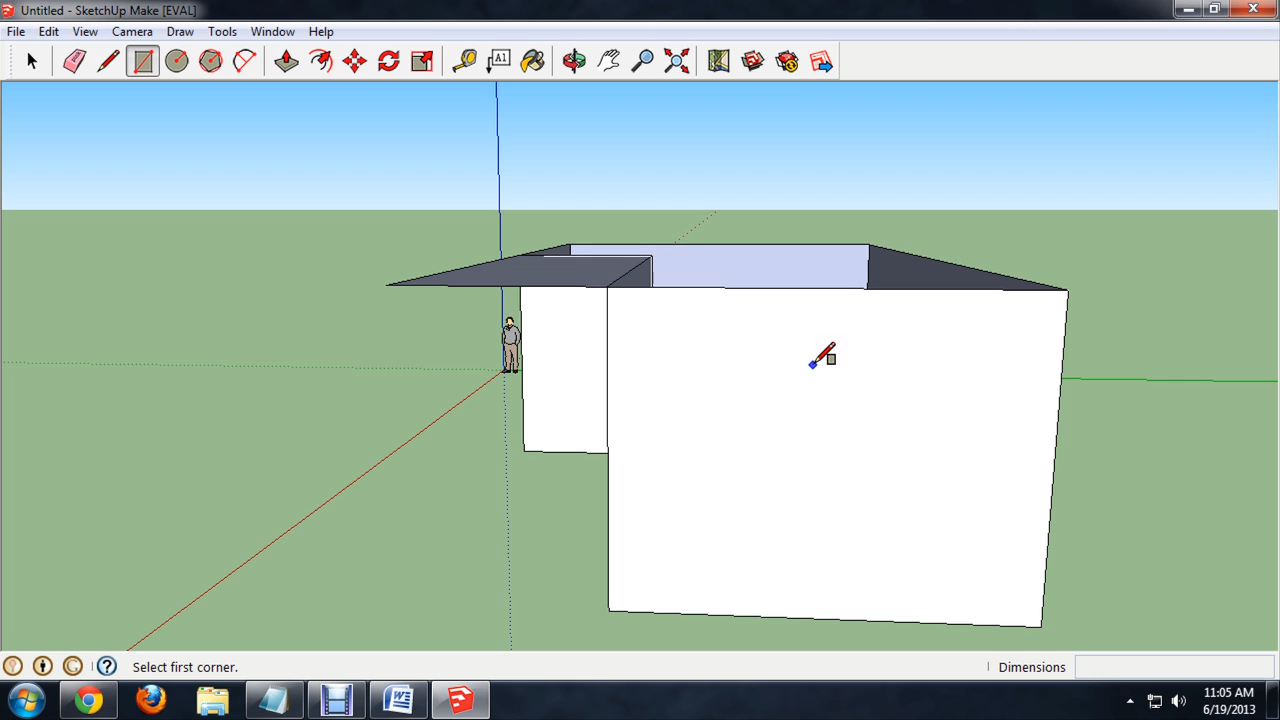 Untitled - SketchUp Make [EVAL]
File Edit View Camera Draw Tools Window Help
A1
Select first corner.
Dimensions
11:05 AM
6/19/2013